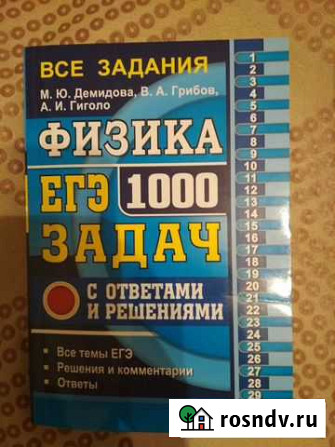 ВСЕ ЗАДАНИЯ
М. Ю. Демидова, В. А. Грибов,
А. И. Гиголо
ФИЗИКА
ЕГЭ 1000
ЗАДАЧ
С ОТВЕТАМИ
И РЕШЕНИЯМИ
• Все темы ЕГЭ
• Решения и комментарии
• Ответы
1
2
3
4
5
6
7
8
9
10
11
12
13
14
15
16
17
18
19
20
21
22
23
24
25
26
27
28
29
rosndv.ru